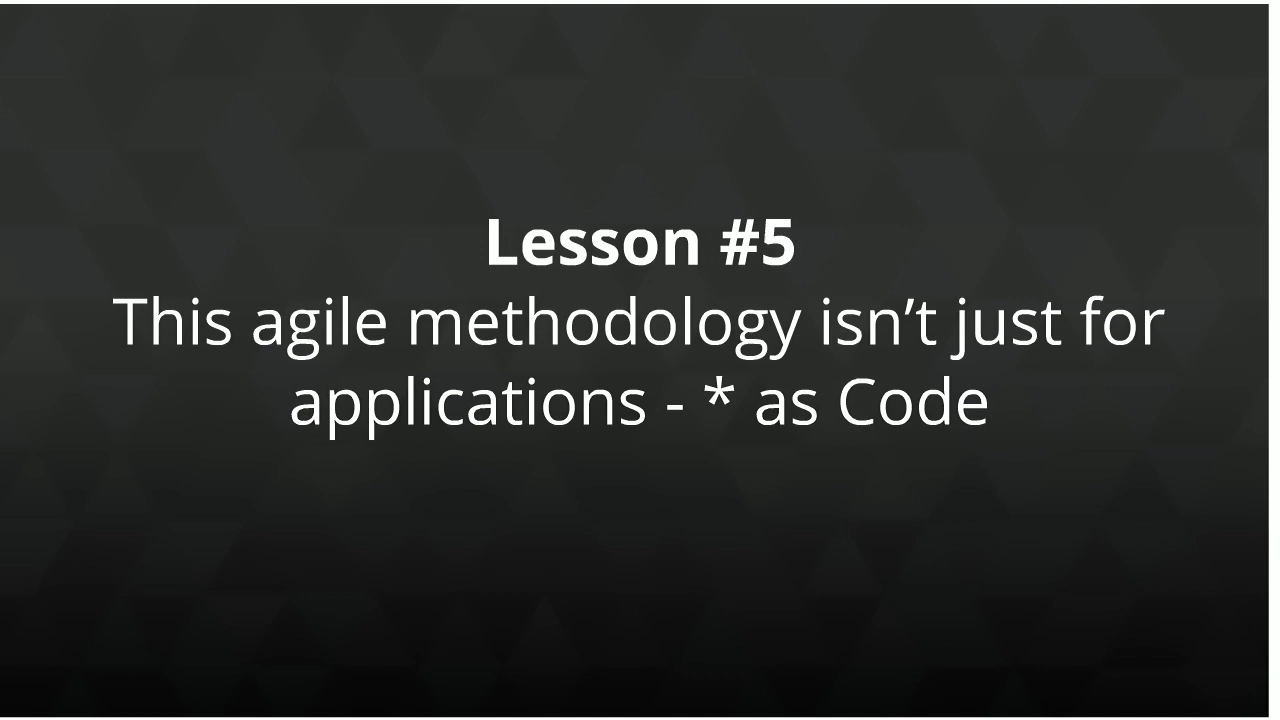 Lesson #5
This agile methodology isn’t just for
applications - * as Code